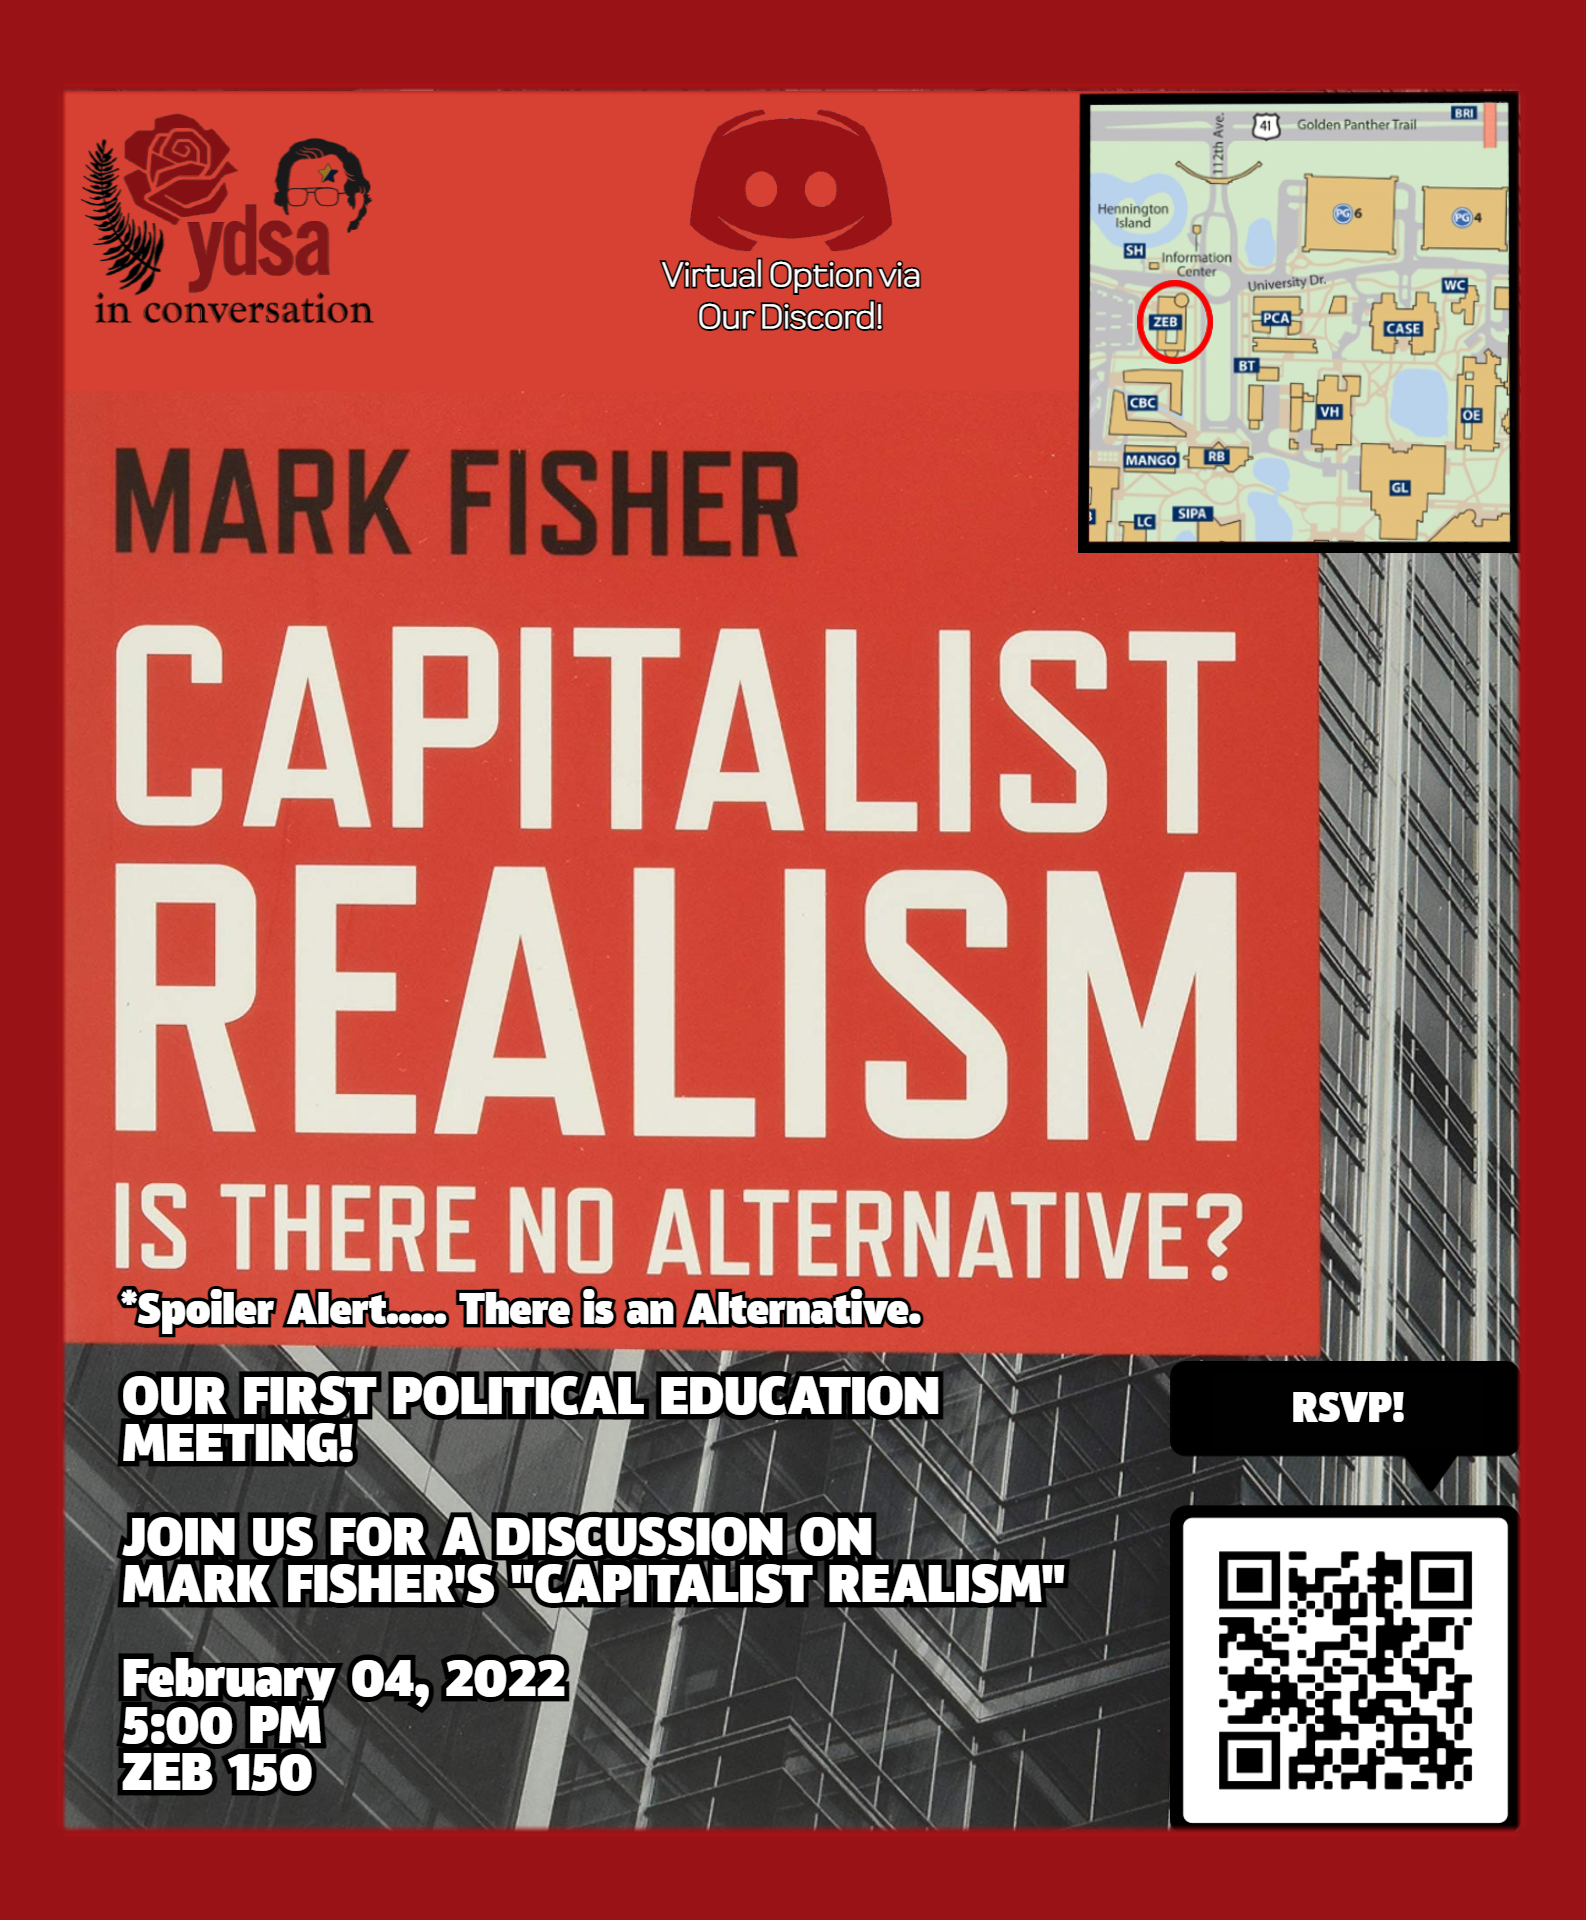 ydsa
in conversation
Virtual Option via
Our Discord!
BRI
41
Golden Panther Trail
112th Ave.
PG 6
PG 4
Hennington
Island
SH
Information
Center
University Dr.
WC
ZEB
PCA
CASE
BT
CBC
VH
OE
MANGO
RB
GL
LC
SIPA
MARK FISHER
CAPITALIST
REALISM
IS THERE NO ALTERNATIVE?
*Spoiler Alert..... There is an Alternative.
OUR FIRST POLITICAL EDUCATION
MEETING!
JOIN US FOR A DISCUSSION ON
MARK FISHER'S "CAPITALIST REALISM"
February 04, 2022
5:00 PM
ZEB 150
RSVP!